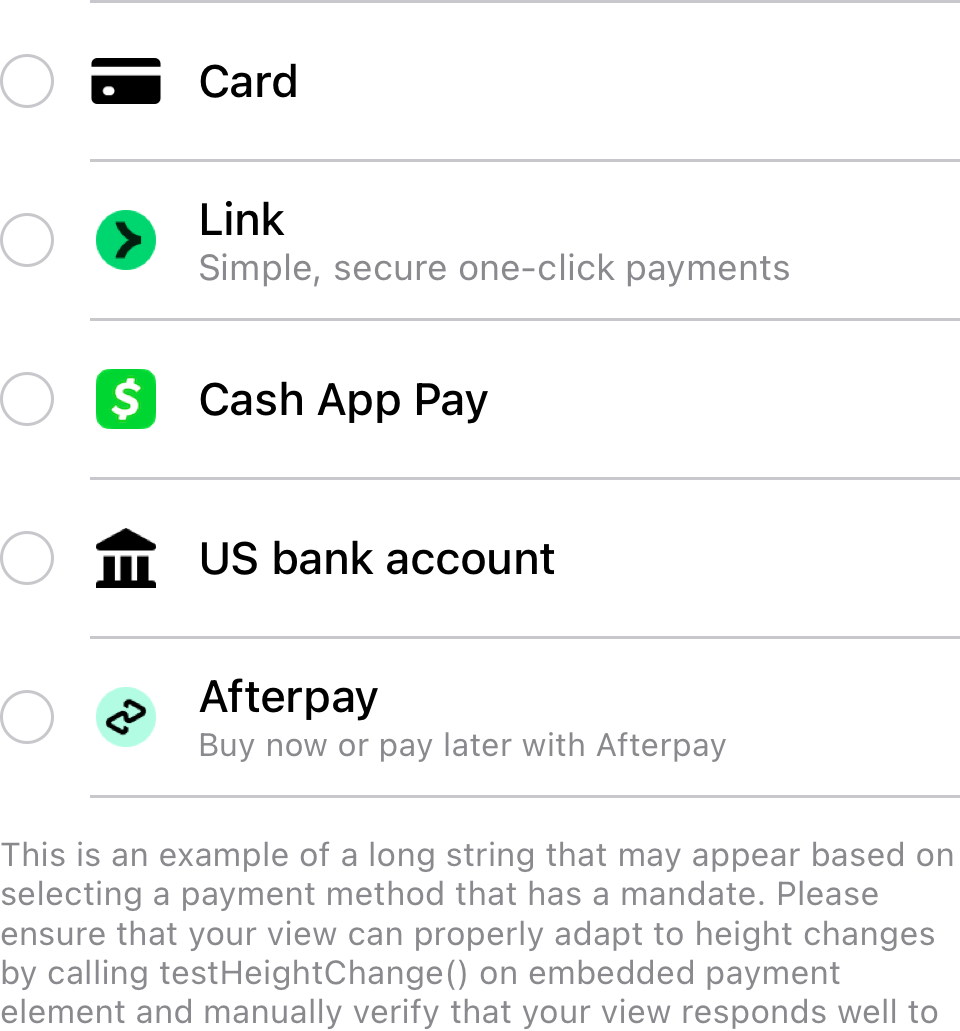 Card
Link
Simple, secure one-click payments
$
Cash App Pay
US bank account
Afterpay
Buy now or pay later with Afterpay
This is an example of a long string that may appear based on
selecting a payment method that has a mandate. Please
ensure that your view can properly adapt to height changes
by calling testHeightChange() on embedded payment
element and manually verify that your view responds well to